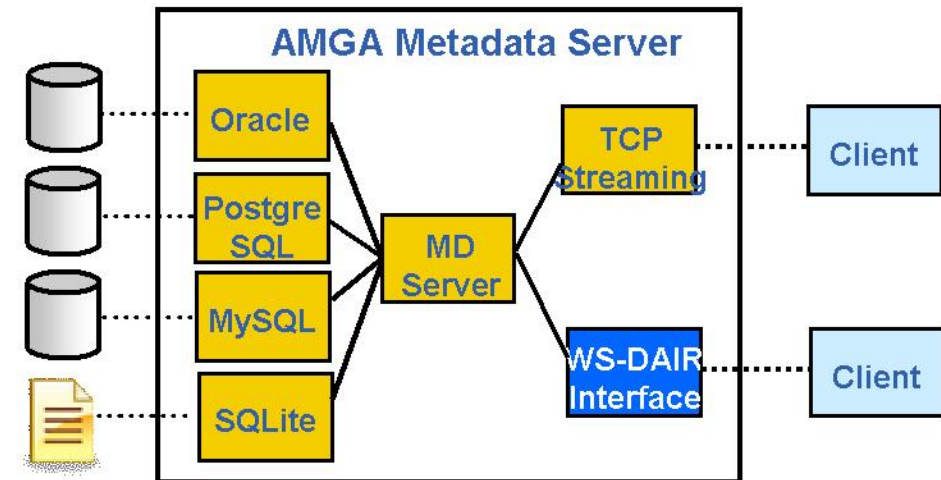 AMGA Metadata Server
Oracle
Postgre
SQL
MySQL
SQLite
MD
Server
TCP
Streaming
WS-DAIR
Interface
Client
Client